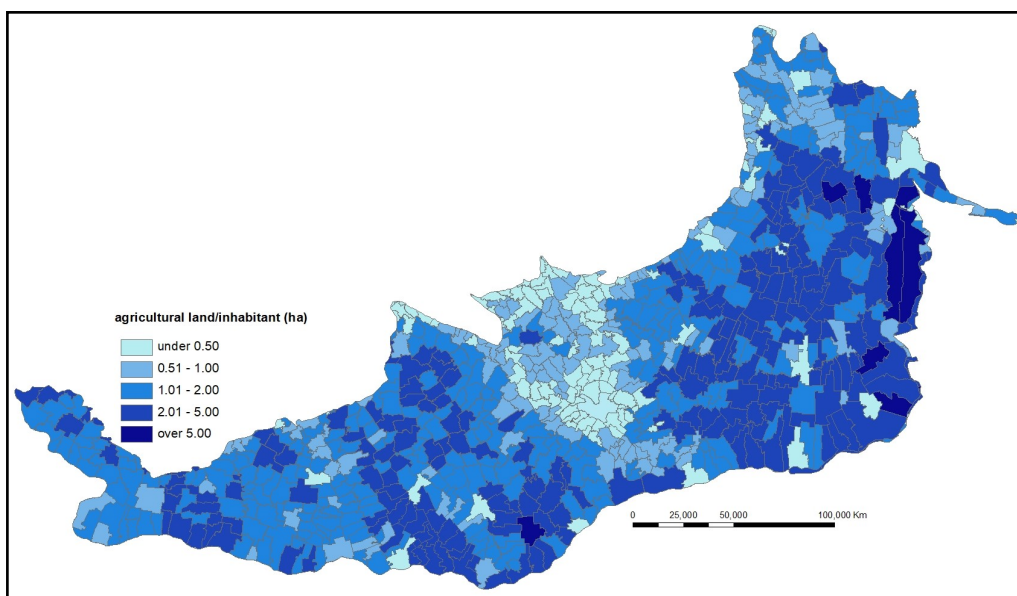 agricultural land/inhabitant (ha)
under 0.50
0.51 - 1.00
1.01 - 2.00
2.01 - 5.00
over 5.00
0 25,000 50,000 100,000 Km